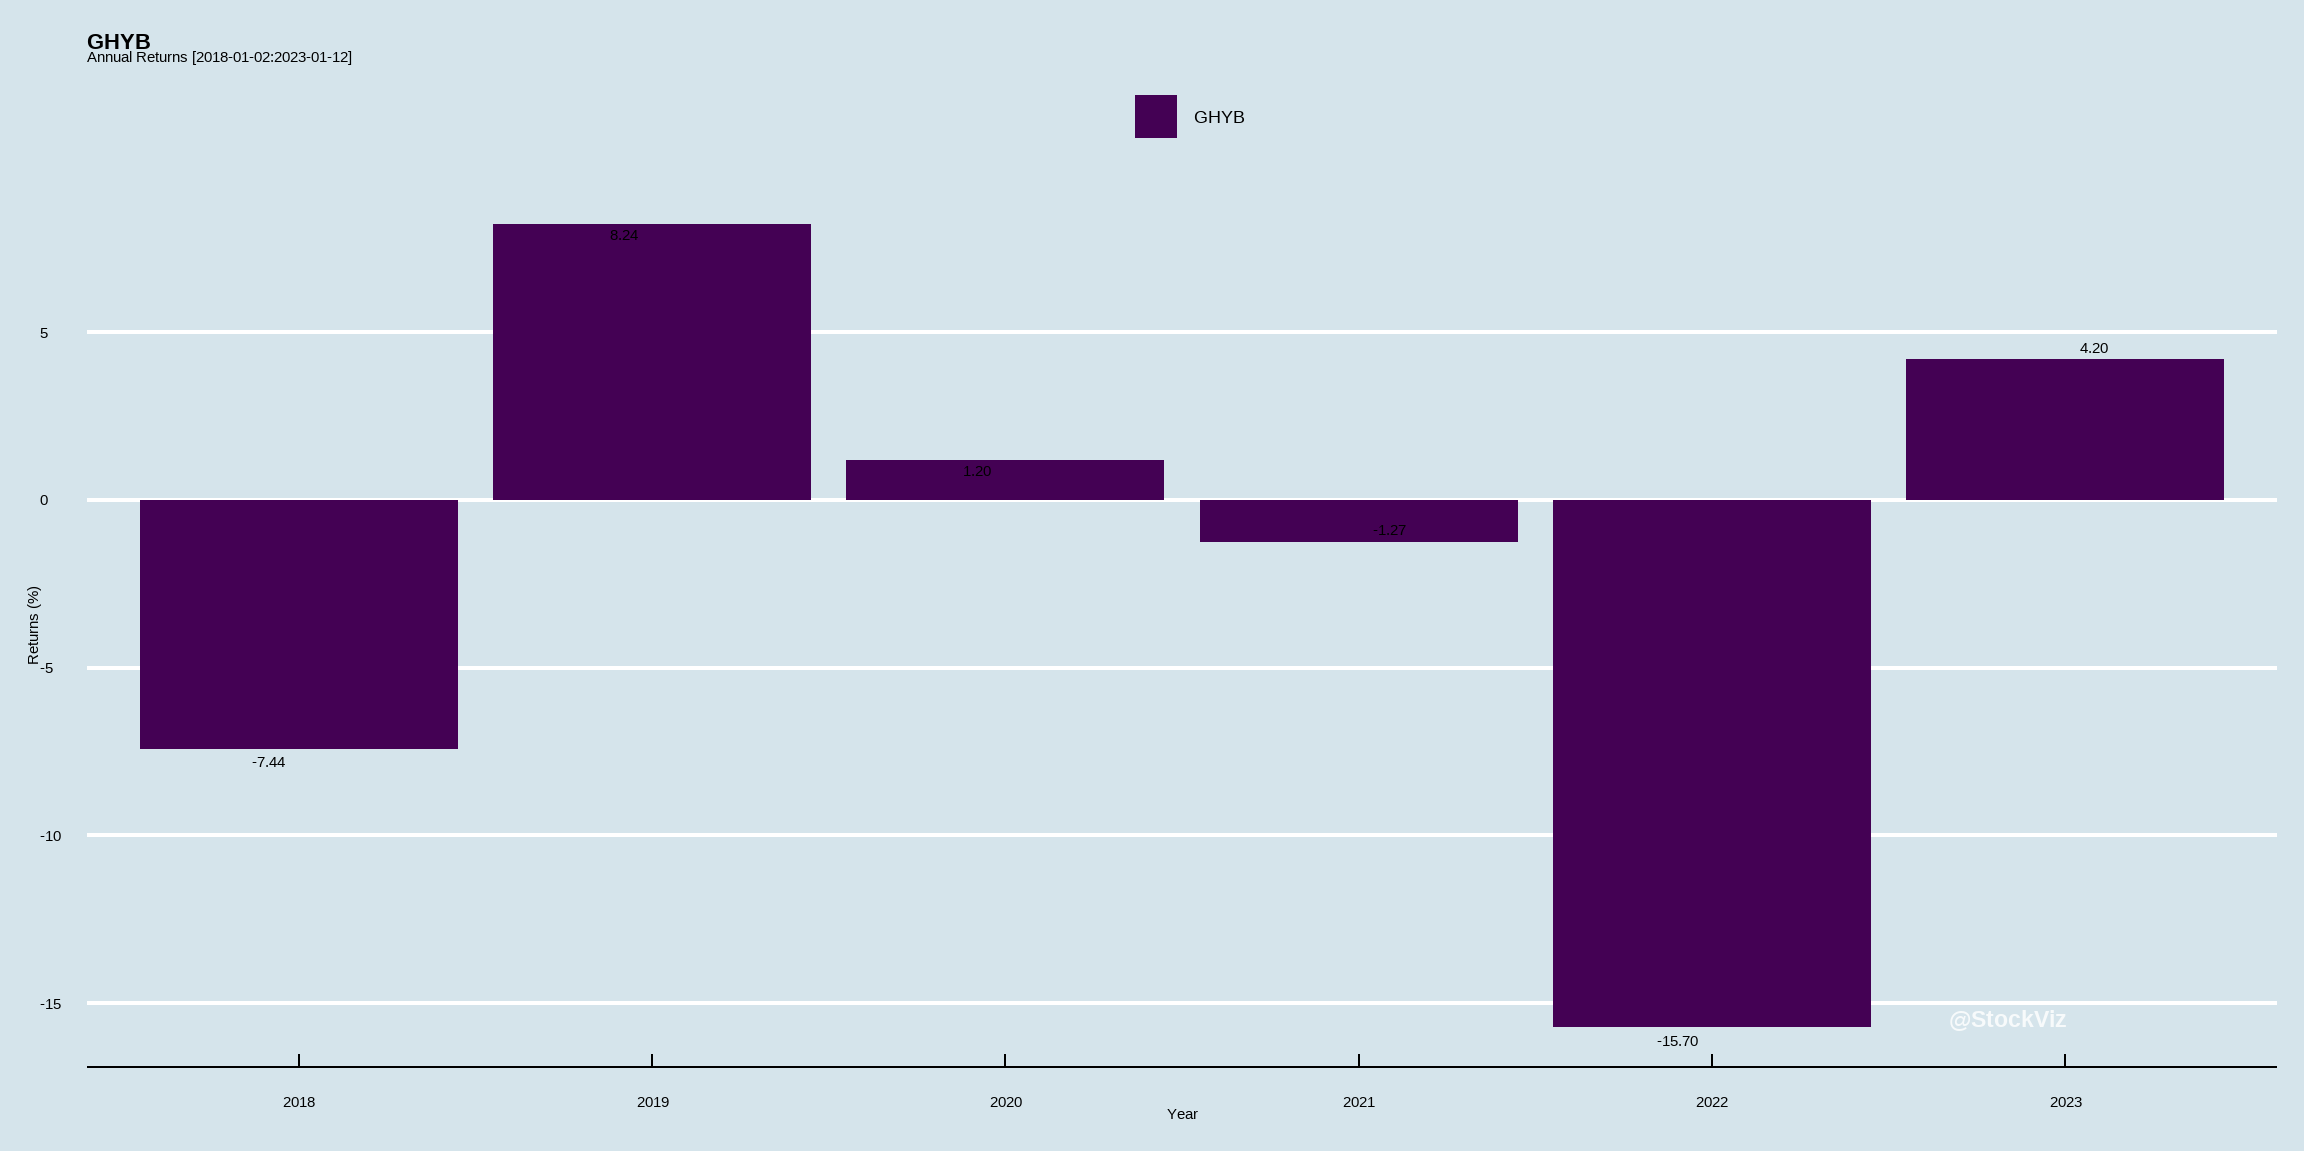 GHYB
Annual Returns [2018-01-02:2023-01-12]
GHYB
8.24
5
4.20
1.20
0
-1.27
Returns (%)
-5
-7.44
-10
-15
@StockViz
-15.70
2018 2019 2020 2021 2022 2023
Year